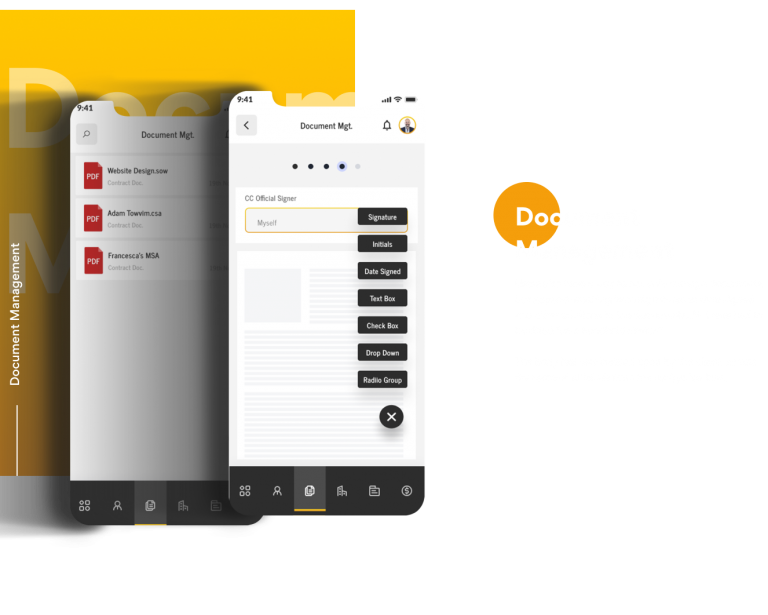 Docum
M
Document Management
9:41
Document Mgt.
PDF
Website Design.sow
Contract Doc.
PDF
Adam Towvim.csa
Contract Doc.
PDF
Francesca's MSA
Contract Doc.
9:41
Document Mgt.
CC Official Signer
Myself
Signature
Initials
Date Signed
Text Box
Check Box
Drop Down
Radiio Group
Doc
M